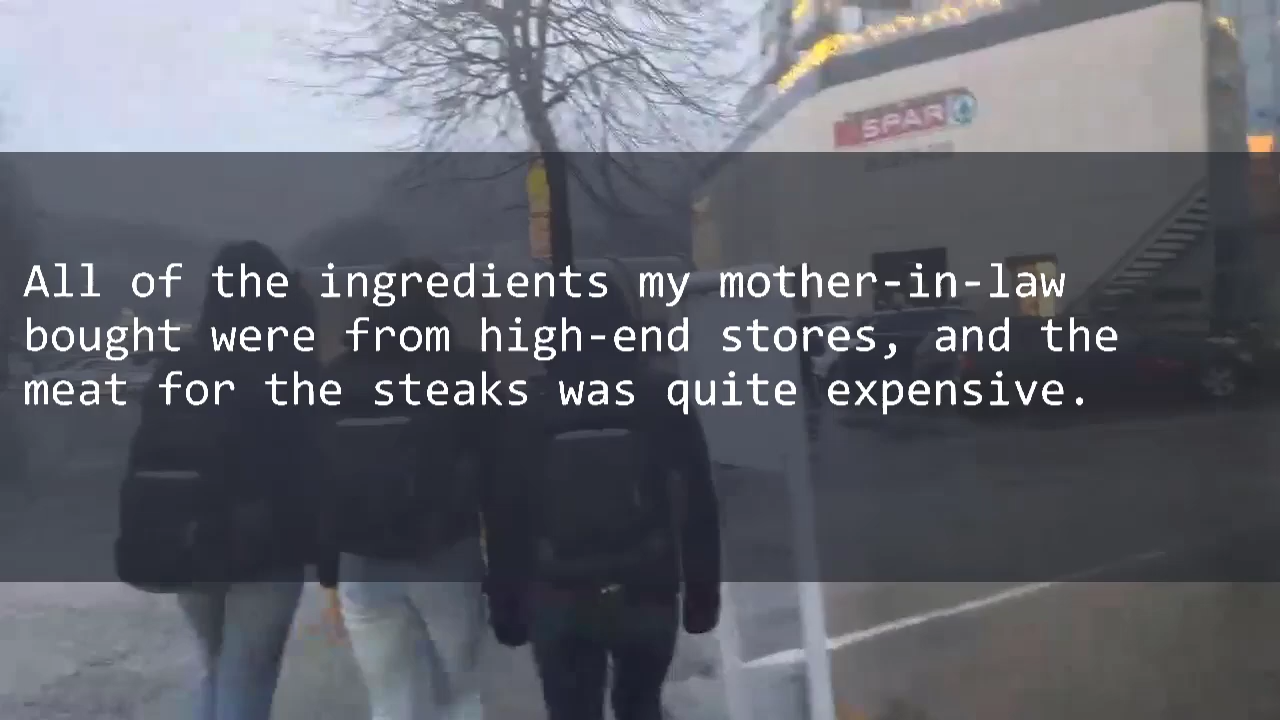 SPAR
All of the ingredients my mother-in-law
bought were from high-end stores, and the
meat for the steaks was quite expensive.